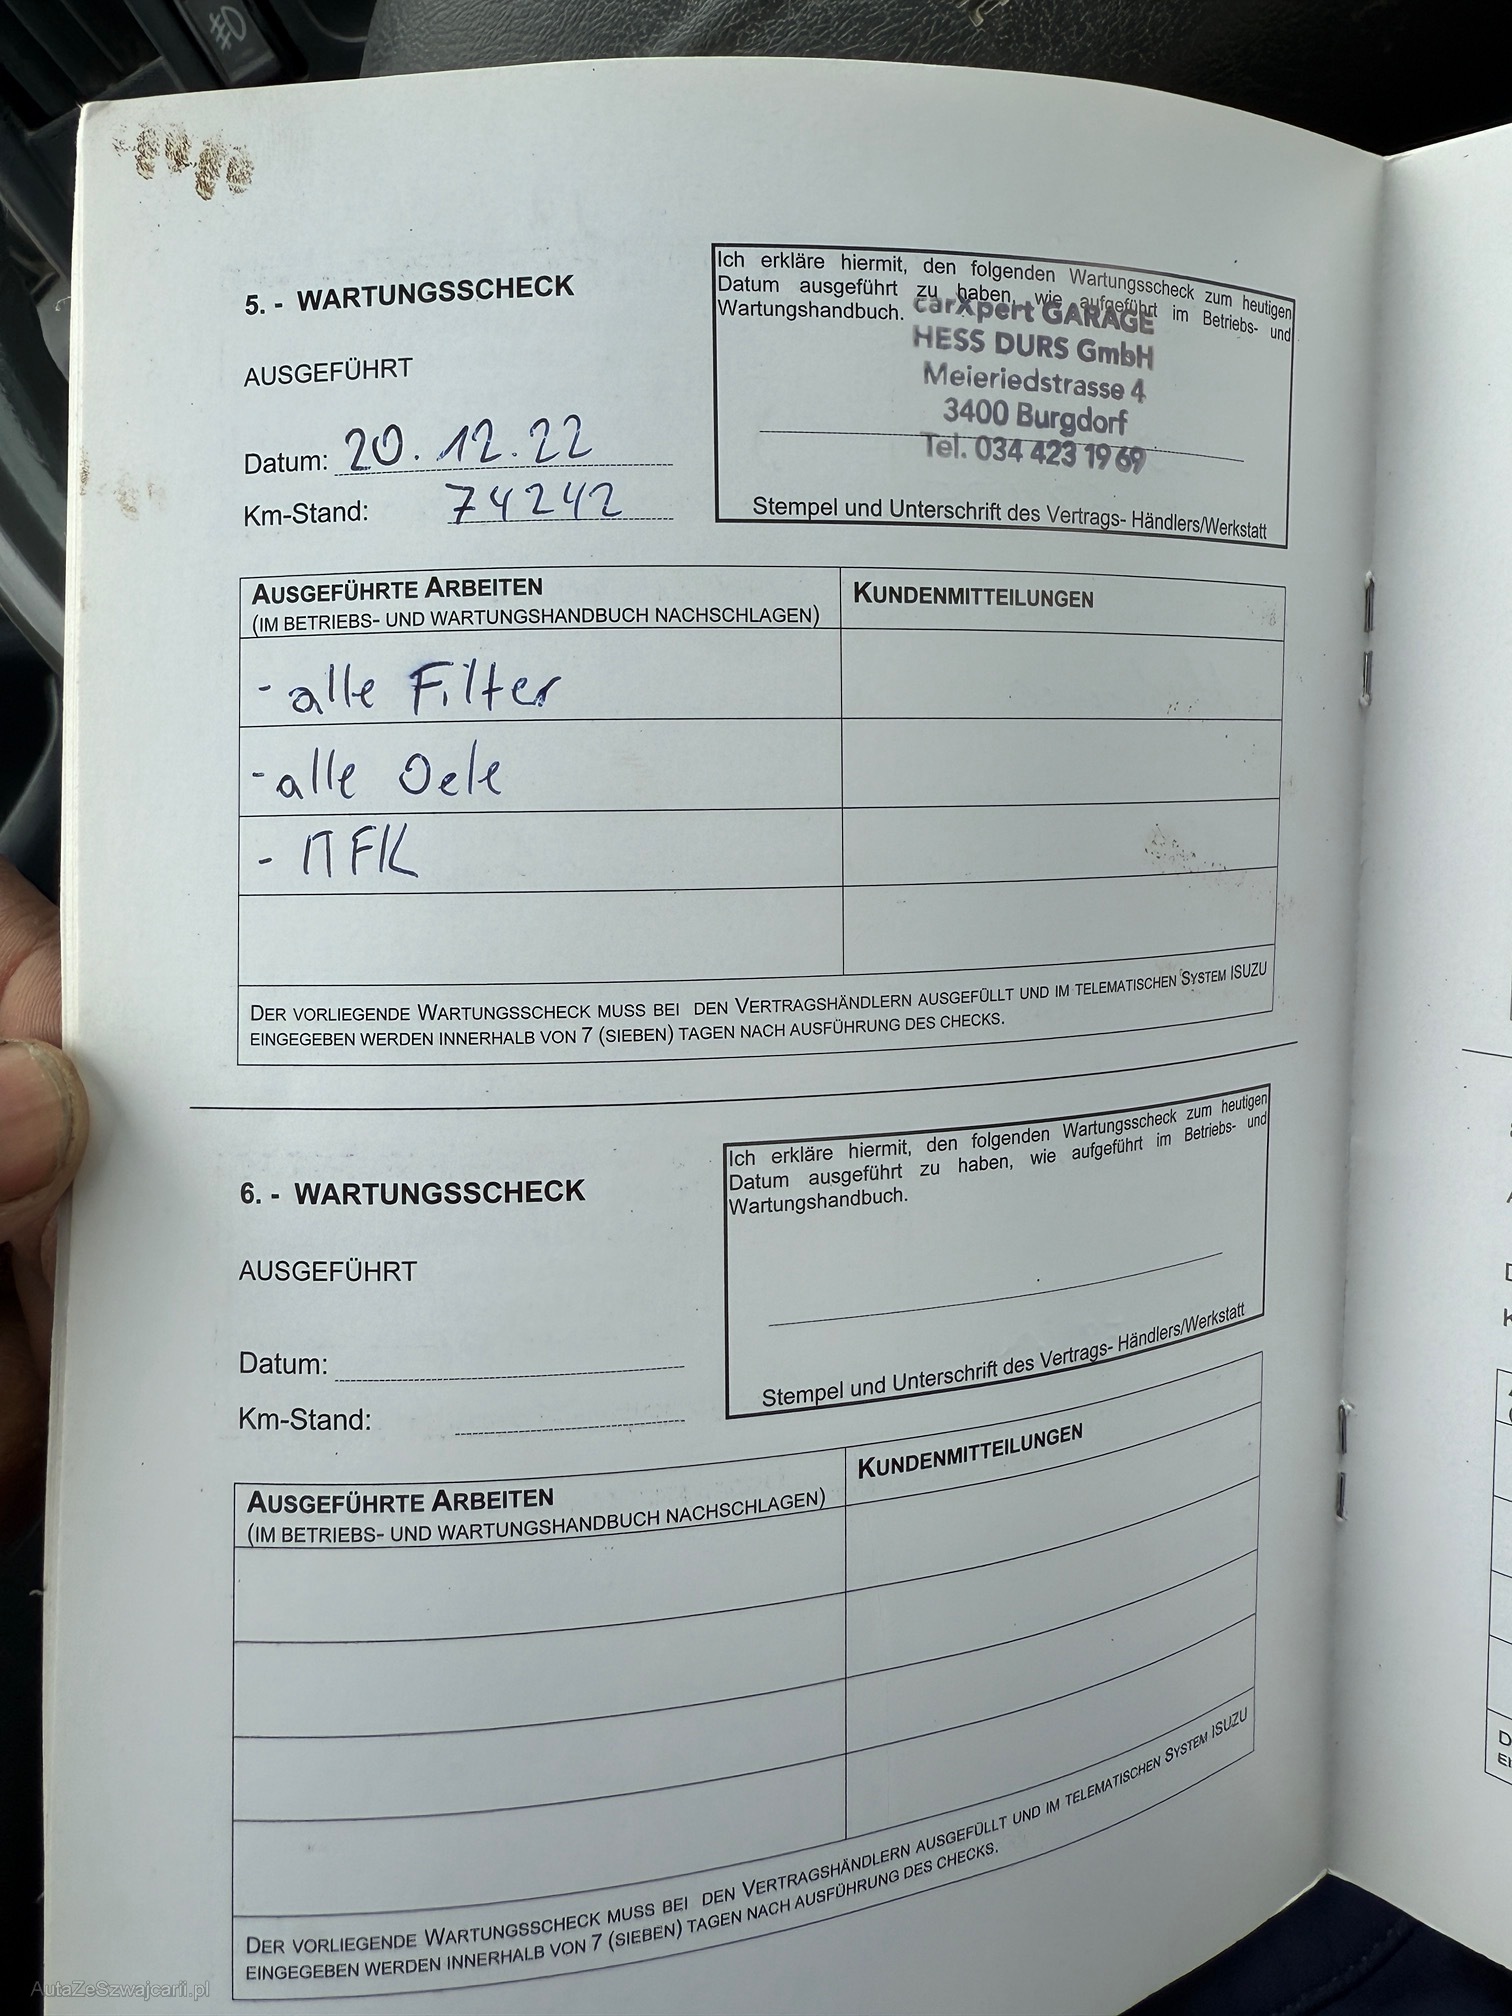 5. - WARTUNGSSCHECK
AUSGEFÜHRT
Datum: 20.12.22
Km-Stand: 74242
Ich erkläre hiermit, den folgenden Wartungsscheck zum heutigen
Datum ausgeführt zu haben, wie aufgeführt im Betriebs- und
Wartungshandbuch.
carXpert GARAGE
HESS DURS GmbH
Meieriedstrasse 4
3400 Burgdorf
Tel. 034 423 19 69
Stempel und Unterschrift des Vertrags- Händlers/Werkstatt
AUSGEFÜHRTE ARBEITEN
(IM BETRIEBS- UND WARTUNGSHANDBUCH NACHSCHLAGEN)
KUNDENMITTEILUNGEN
- alle Filter
- alle Oele
- MFK
DER VORLIEGENDE WARTUNGSSCHECK MUSS BEI DEN VERTRAGSHÄNDLERN AUSGEFÜLLT UND IM TELEMATISCHEN SYSTEM ISUZU
EINGEGEBEN WERDEN INNERHALB VON 7 (SIEBEN) TAGEN NACH AUSFÜHRUNG DES CHECKS.
6. - WARTUNGSSCHECK
AUSGEFÜHRT
Datum:
Km-Stand:
Ich erkläre hiermit, den folgenden Wartungsscheck zum heutigen
Datum ausgeführt zu haben, wie aufgeführt im Betriebs- und
Wartungshandbuch.
Stempel und Unterschrift des Vertrags- Händlers/Werkstatt
AUSGEFÜHRTE ARBEITEN
(IM BETRIEBS- UND WARTUNGSHANDBUCH NACHSCHLAGEN)
KUNDENMITTEILUNGEN
DER VORLIEGENDE WARTUNGSSCHECK MUSS BEI DEN VERTRAGSHÄNDLERN AUSGEFÜLLT UND IM TELEMATISCHEN SYSTEM ISUZU
EINGEGEBEN WERDEN INNERHALB VON 7 (SIEBEN) TAGEN NACH AUSFÜHRUNG DES CHECKS.
AutaZeSzwajcarii.pl